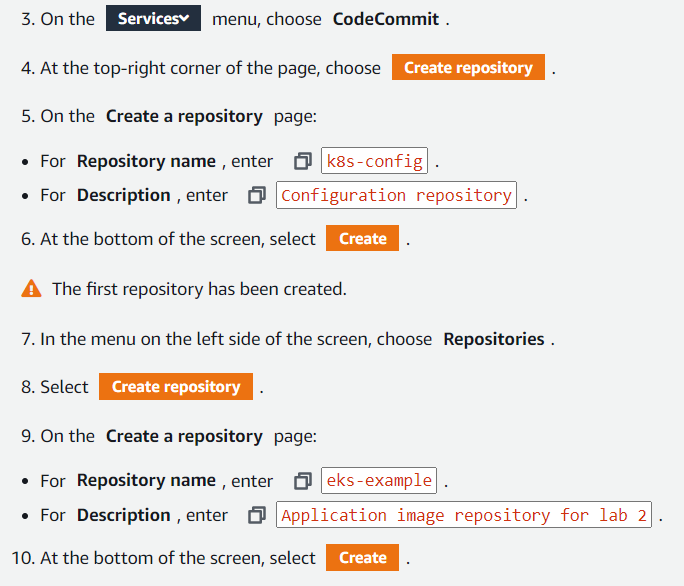 3. On the Services menu, choose CodeCommit .
4. At the top-right corner of the page, choose Create repository .
5. On the Create a repository page:
• For Repository name , enter k8s-config .
• For Description , enter Configuration repository .
6. At the bottom of the screen, select Create .
The first repository has been created.
7. In the menu on the left side of the screen, choose Repositories .
8. Select Create repository .
9. On the Create a repository page:
• For Repository name , enter eks-example .
• For Description , enter Application image repository for lab 2 .
10. At the bottom of the screen, select Create .